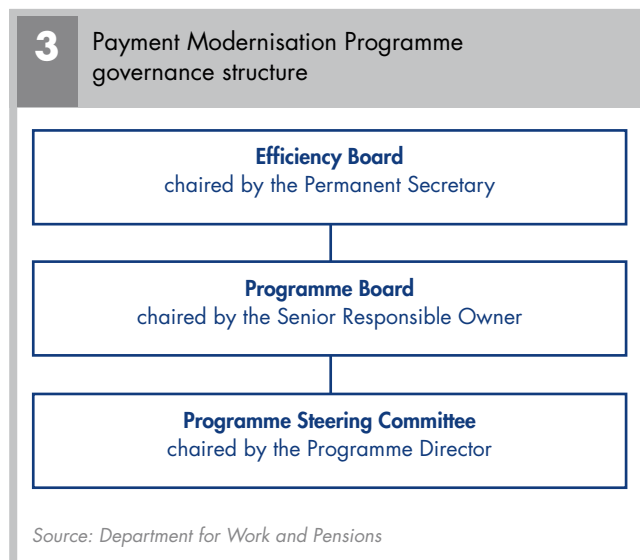 3
Payment Modernisation Programme
governance structure
Efficiency Board
chaired by the Permanent Secretary
Programme Board
chaired by the Senior Responsible Owner
Programme Steering Committee
chaired by the Programme Director
Source: Department for Work and Pensions